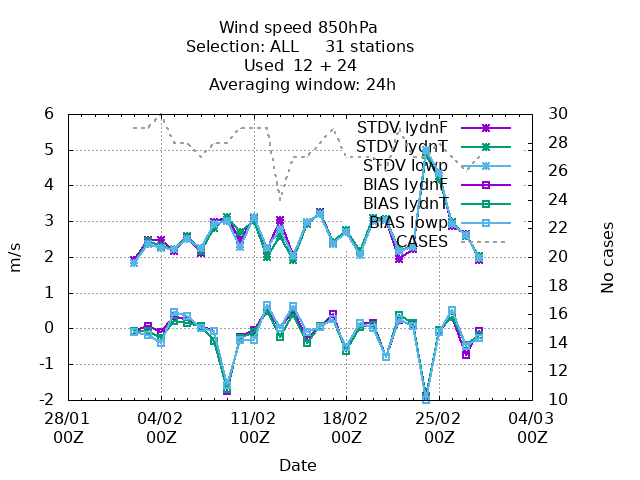 Wind speed 850hPa
Selection: ALL 31 stations
Used 12 + 24
Averaging window: 24h
6
5
4
3
2
1
0
-1
-2
m/s
30
28
26
24
22
20
18
16
14
12
10
No cases
STDV lydnF
STDV lydnT
STDV lowp
BIAS lydnF
BIAS lydnT
BIAS lowp
CASES
28/01 04/02 11/02 18/02 25/02 04/03
00Z 00Z 00Z 00Z 00Z 00Z
Date